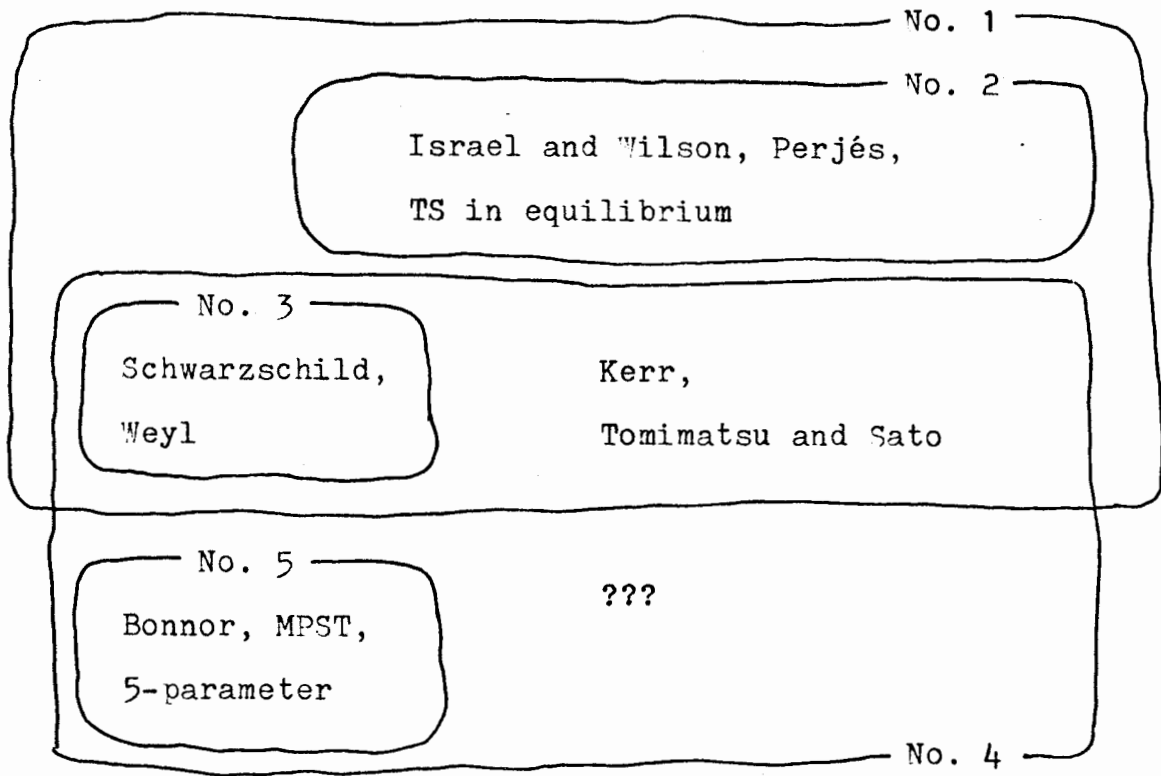 No. 1
No. 2
Israel and Wilson, Perjés,
TS in equilibrium
No. 3
Schwarzschild,
Weyl
Kerr,
Tomimatsu and Sato
No. 5
Bonnor, MPST,
5-parameter
???
No. 4